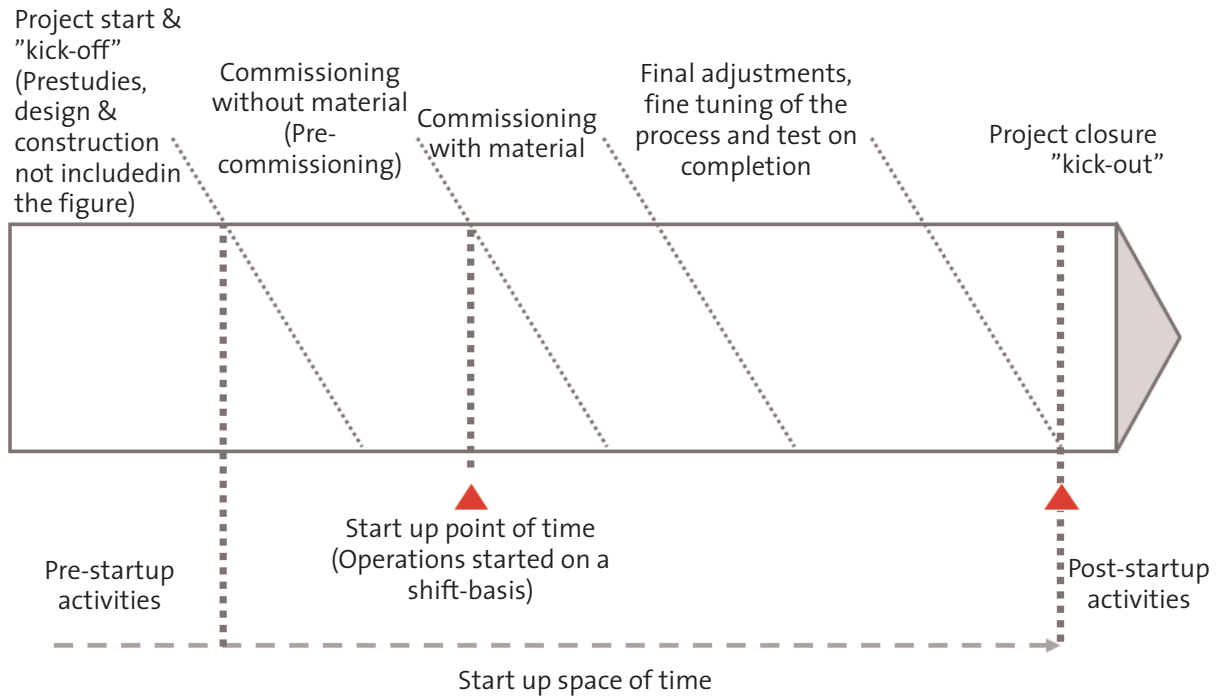 Project start &
”kick-off”
(Prestudies,
design &
construction
not includedin
the figure)
Commissioning
without material
(Pre-
commissioning)
Commissioning
with material
Final adjustments,
fine tuning of the
process and test on
completion
Project closure
”kick-out”
Start up point of time
(Operations started on a
shift-basis)
Pre-startup
activities
Post-startup
activities
Start up space of time